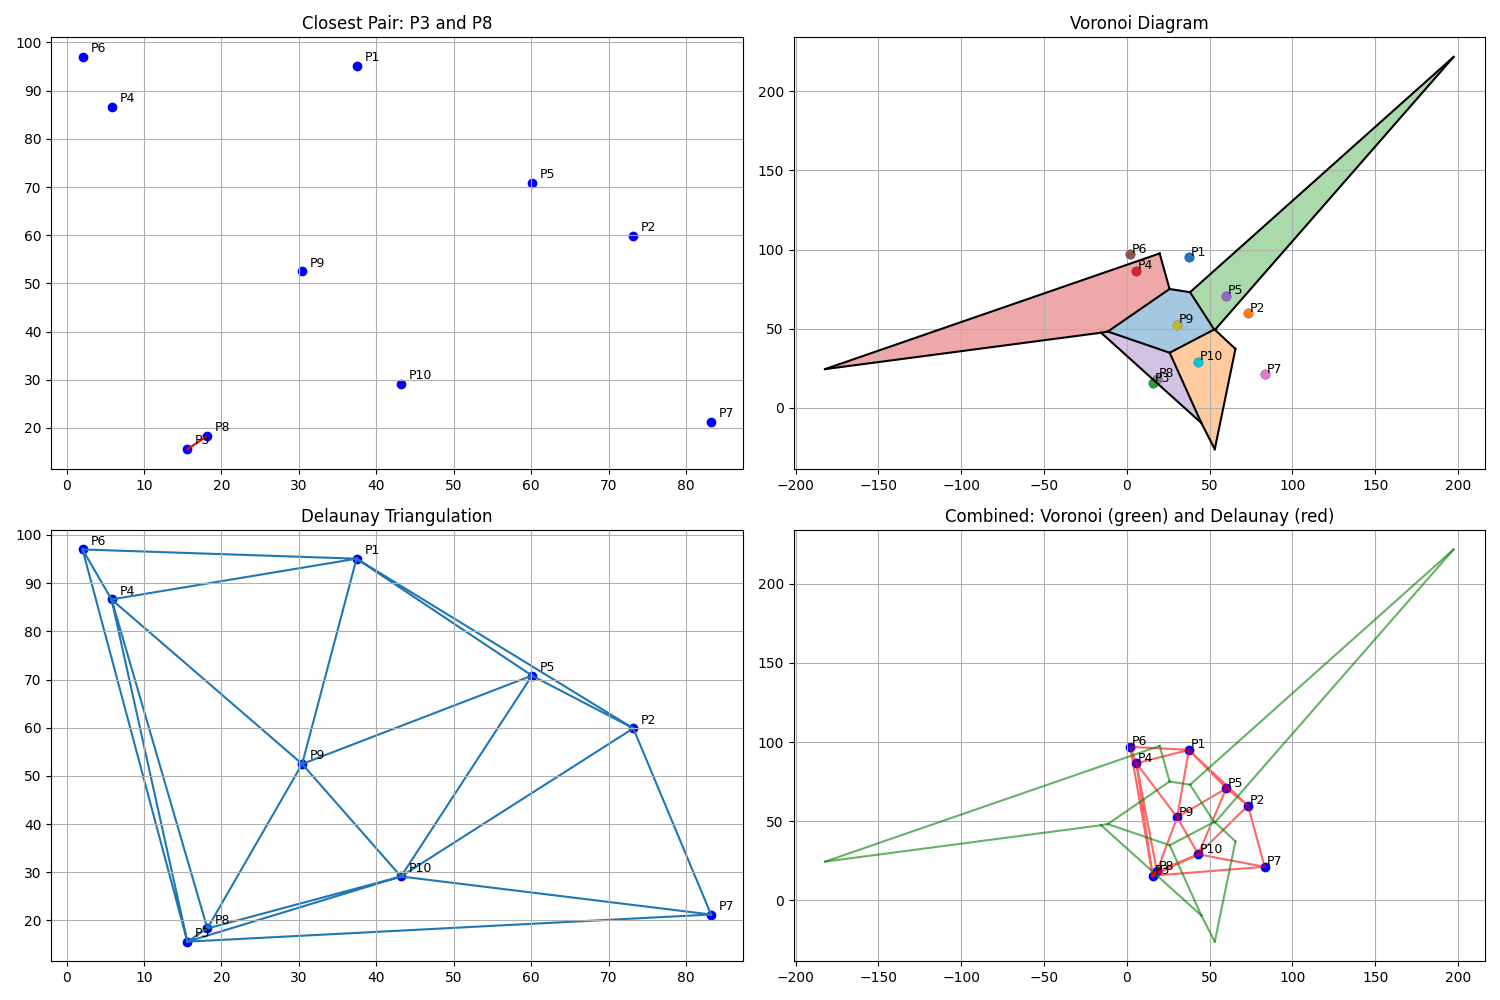 Closest Pair: P3 and P8
100
90
80
70
60
50
40
30
20
0 10 20 30 40 50 60 70 80
P6
P1
P4
P5
P2
P9
P10
P7
P8
P3
Voronoi Diagram
200
150
100
50
0
−200 −150 −100 −50 0 50 100 150 200
P6
P1
P4
P5
P2
P9
P10
P7
P8
P3
Delaunay Triangulation
100
90
80
70
60
50
40
30
20
0 10 20 30 40 50 60 70 80
P6
P1
P4
P5
P2
P9
P10
P7
P8
P3
Combined: Voronoi (green) and Delaunay (red)
200
150
100
50
0
−200 −150 −100 −50 0 50 100 150 200
P6
P1
P4
P5
P2
P9
P10
P7
P8
P3